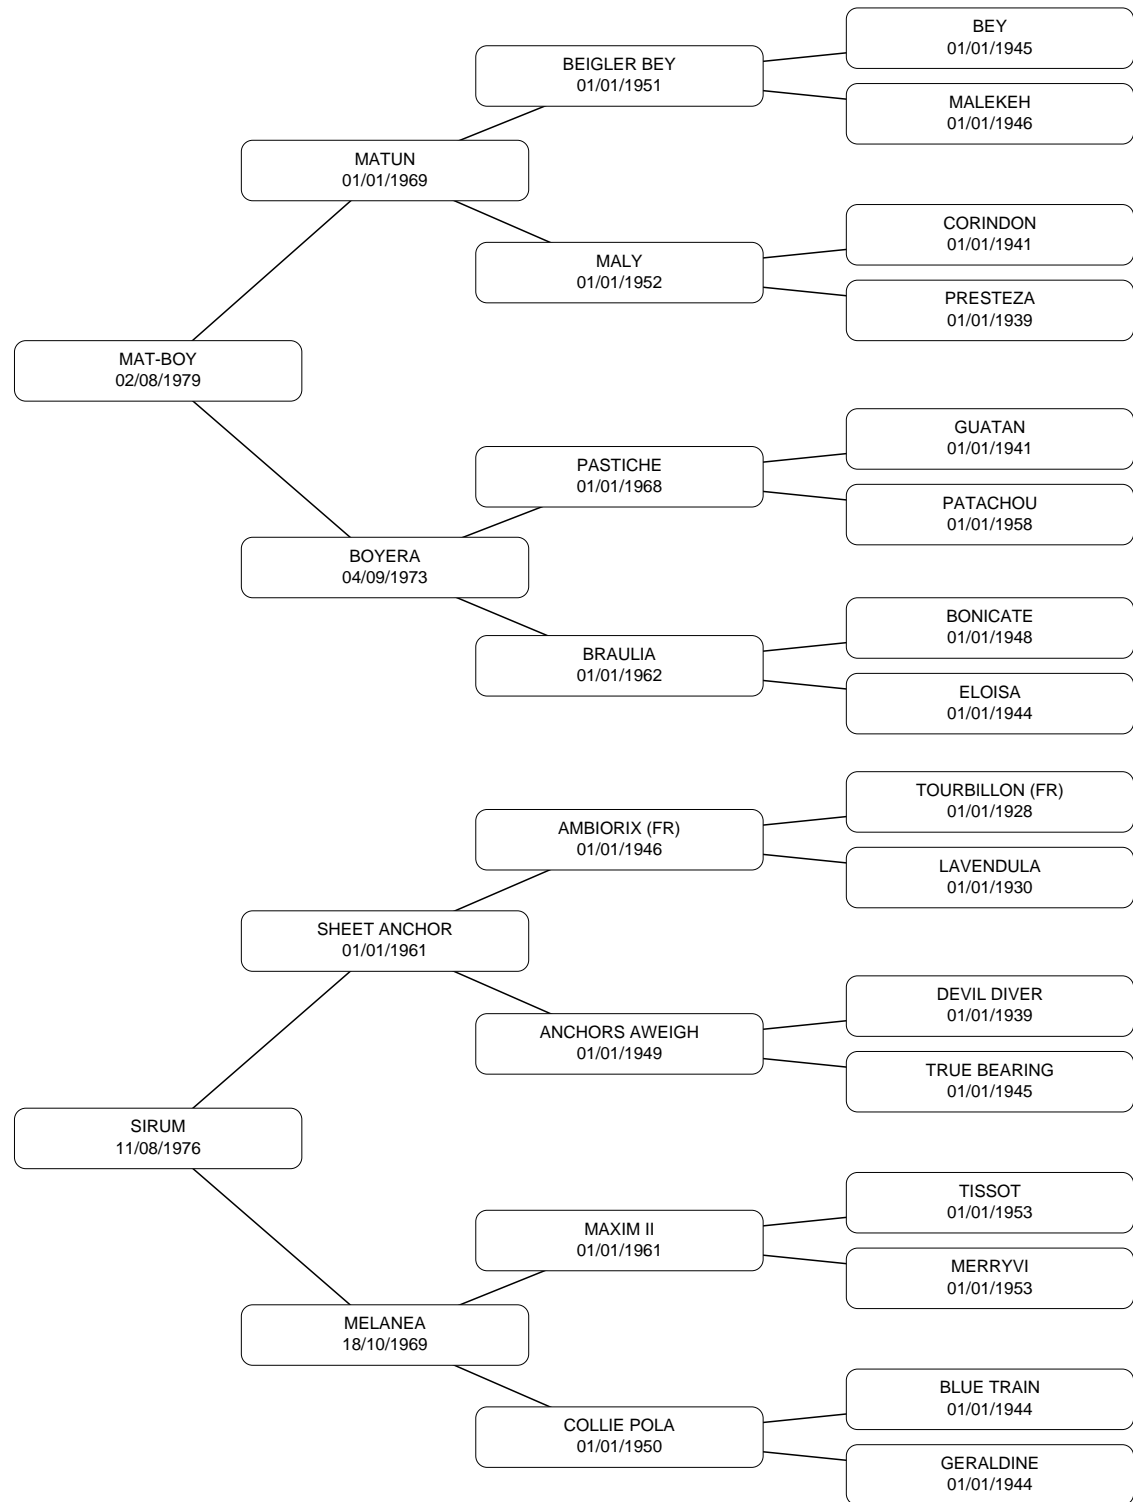 BEY
01/01/1945
BEIGLER BEY
01/01/1951
MALEKEH
01/01/1946
MATUN
01/01/1969
CORINDON
01/01/1941
MALY
01/01/1952
PRESTEZA
01/01/1939
MAT-BOY
02/08/1979
GUATAN
01/01/1941
PASTICHE
01/01/1968
PATACHOU
01/01/1958
BOYERA
04/09/1973
BONICATE
01/01/1948
BRAULIA
01/01/1962
ELOISA
01/01/1944
TOURBILLON (FR)
01/01/1928
AMBIORIX (FR)
01/01/1946
LAVENDULA
01/01/1930
SHEET ANCHOR
01/01/1961
DEVIL DIVER
01/01/1939
ANCHORS AWEIGH
01/01/1949
TRUE BEARING
01/01/1945
SIRUM
11/08/1976
TISSOT
01/01/1953
MAXIM II
01/01/1961
MERRYVI
01/01/1953
MELANEA
18/10/1969
BLUE TRAIN
01/01/1944
COLLIE POLA
01/01/1950
GERALDINE
01/01/1944